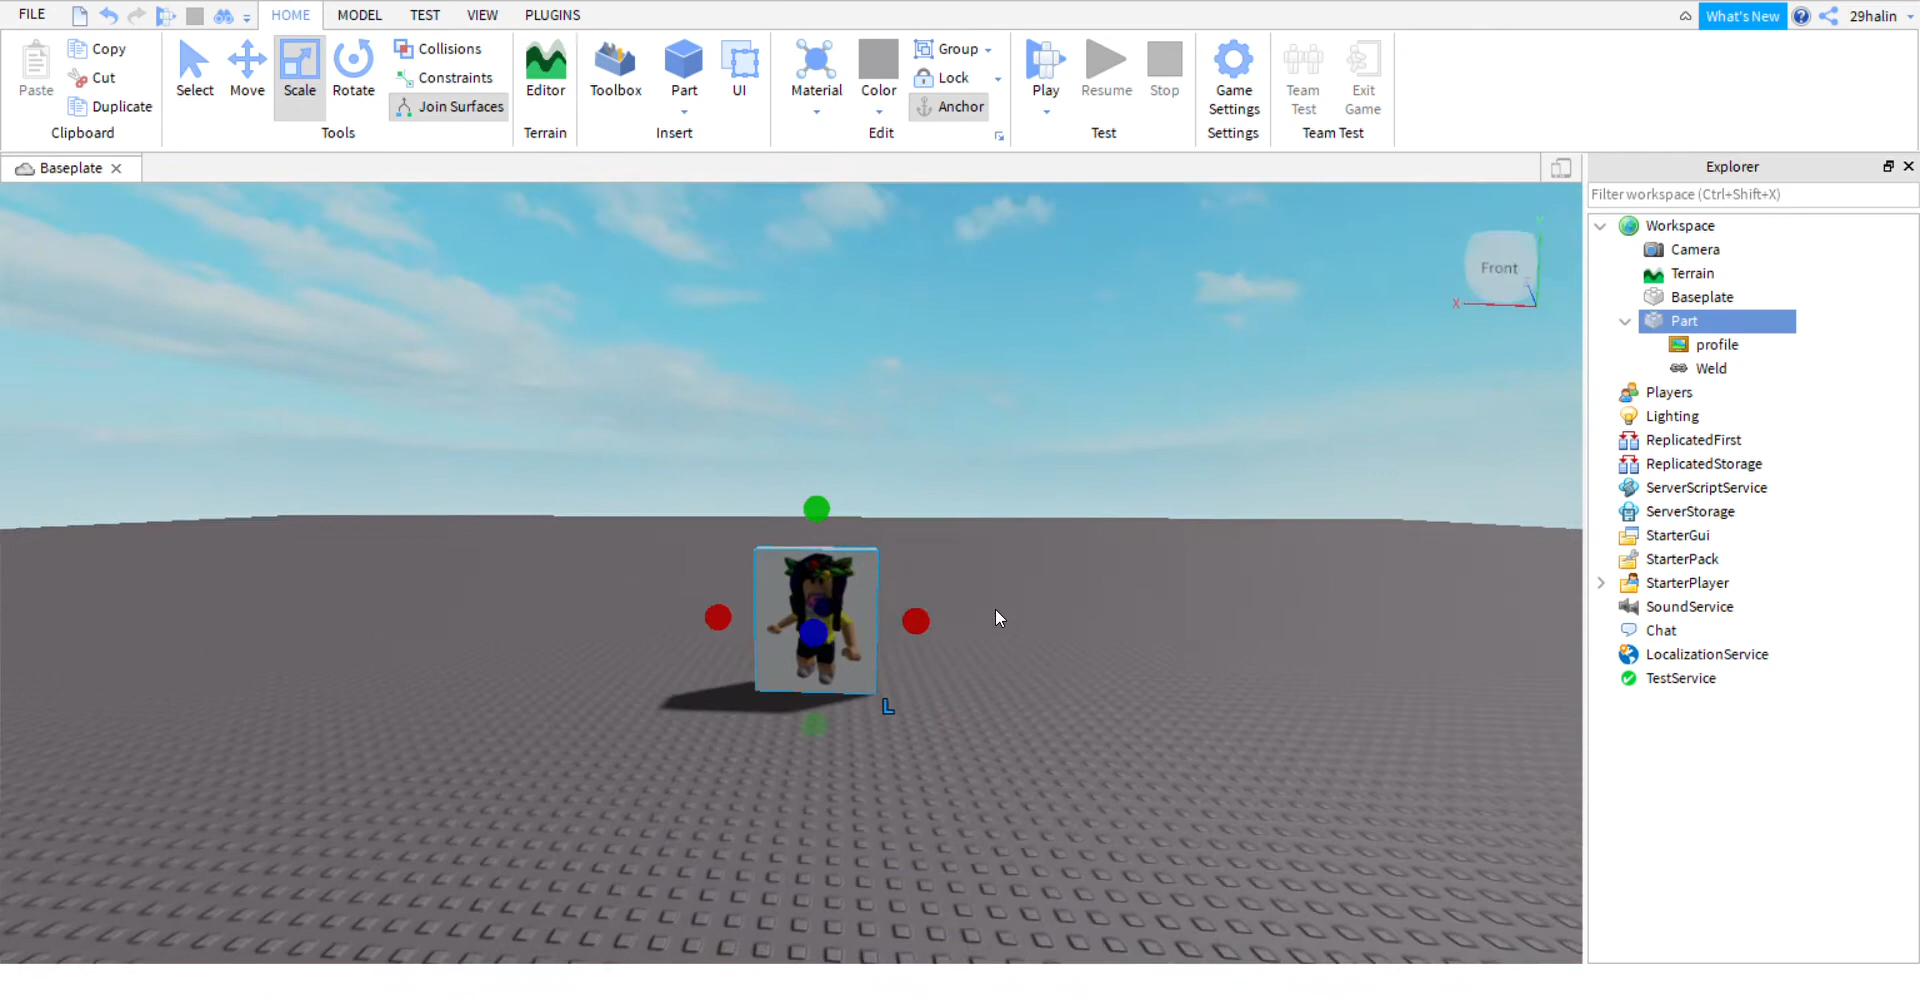 FILE HOME MODEL TEST VIEW PLUGINS What's New 29halin
Paste Copy Cut Duplicate
Clipboard
Select Move Scale Rotate Collisions Constraints Join Surfaces
Tools
Editor
Terrain
Toolbox Part UI
Insert
Material Color Group Lock Anchor
Edit
Play Resume Stop
Test
Game Settings
Settings
Team Test Exit Game
Team Test
Baseplate
Explorer
Filter workspace (Ctrl+Shift+X)
Workspace
Camera
Terrain
Baseplate
Part
profile
Weld
Players
Lighting
ReplicatedFirst
ReplicatedStorage
ServerScriptService
ServerStorage
StarterGui
StarterPack
StarterPlayer
SoundService
Chat
LocalizationService
TestService
Y
Front
X
L